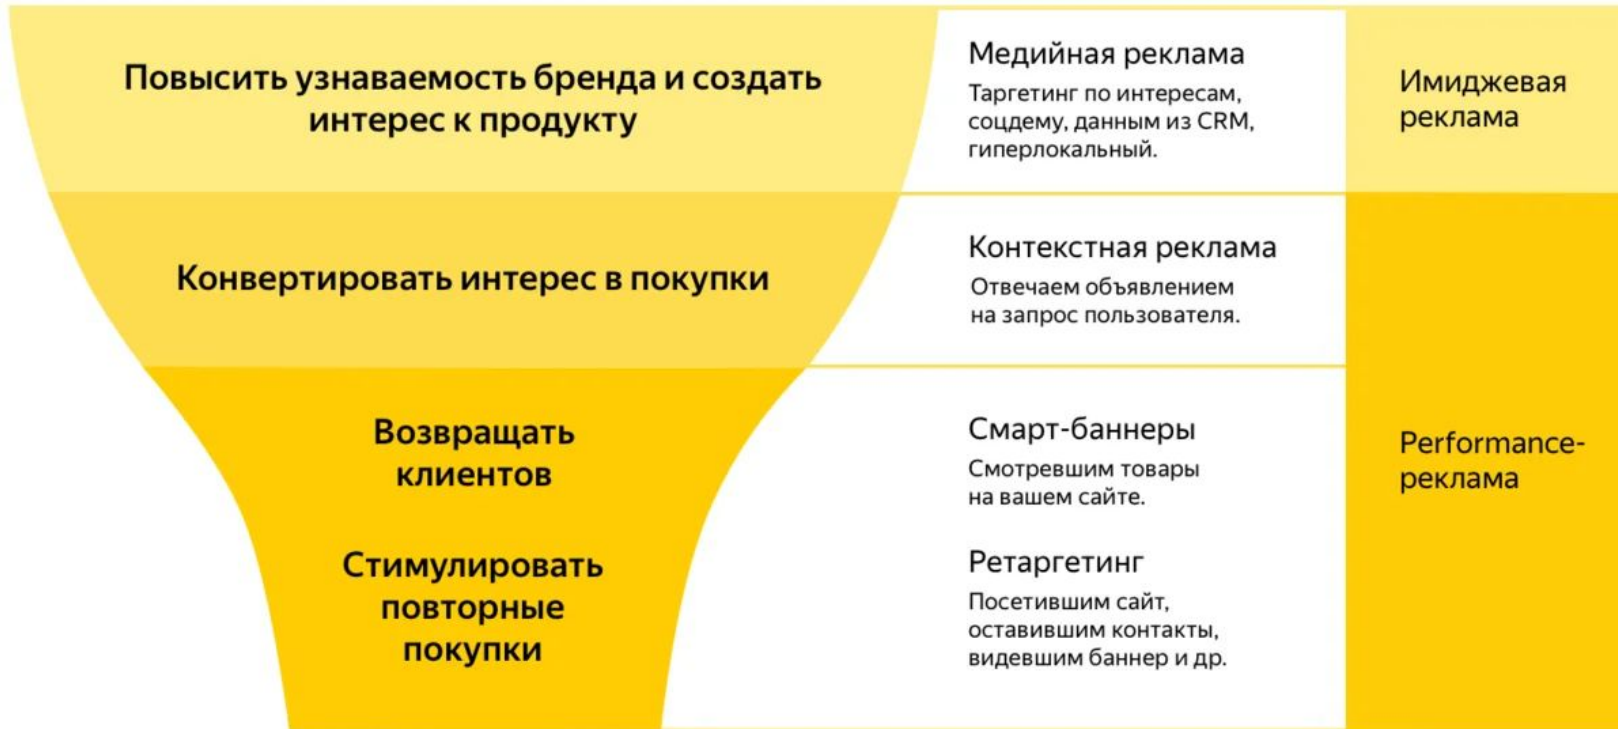 Повысить узнаваемость бренда и создать
интерес к продукту
Медийная реклама
Таргетинг по интересам,
соцдему, данным из CRM,
гиперлокальный.
Имиджевая
реклама
Конвертировать интерес в покупки
Контекстная реклама
Отвечаем объявлением
на запрос пользователя.
Возвращать
клиентов
Смарт-баннеры
Смотревшим товары
на вашем сайте.
Performance-
реклама
Стимулировать
повторные
покупки
Ретаргетинг
Посетившим сайт,
оставившим контакты,
видевшим баннер и др.